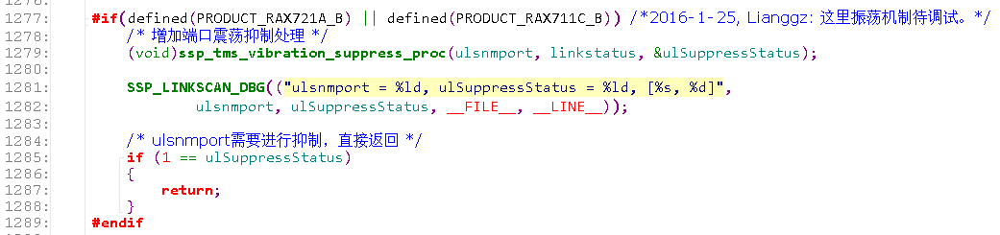 1277: #if(defined(PRODUCT_RAX721A_B) || defined(PRODUCT_RAX711C_B)) /*2016-1-25, Lianggz: 这里振荡机制待调试。*/
1278: /* 增加端口震荡抑制处理 */
1279: (void)ssp_tms_vibration_suppress_proc(ulsnmport, linkstatus, &ulSuppressStatus);
1280:
1281: SSP_LINKSCAN_DBG(("ulsnmport = %ld, ulSuppressStatus = %ld, [%s, %d]",
1282: ulsnmport, ulSuppressStatus, __FILE__, __LINE__));
1283:
1284: /* ulsnmport需要进行抑制，直接返回 */
1285: if (1 == ulSuppressStatus)
1286: {
1287: return;
1288: }
1289: #endif